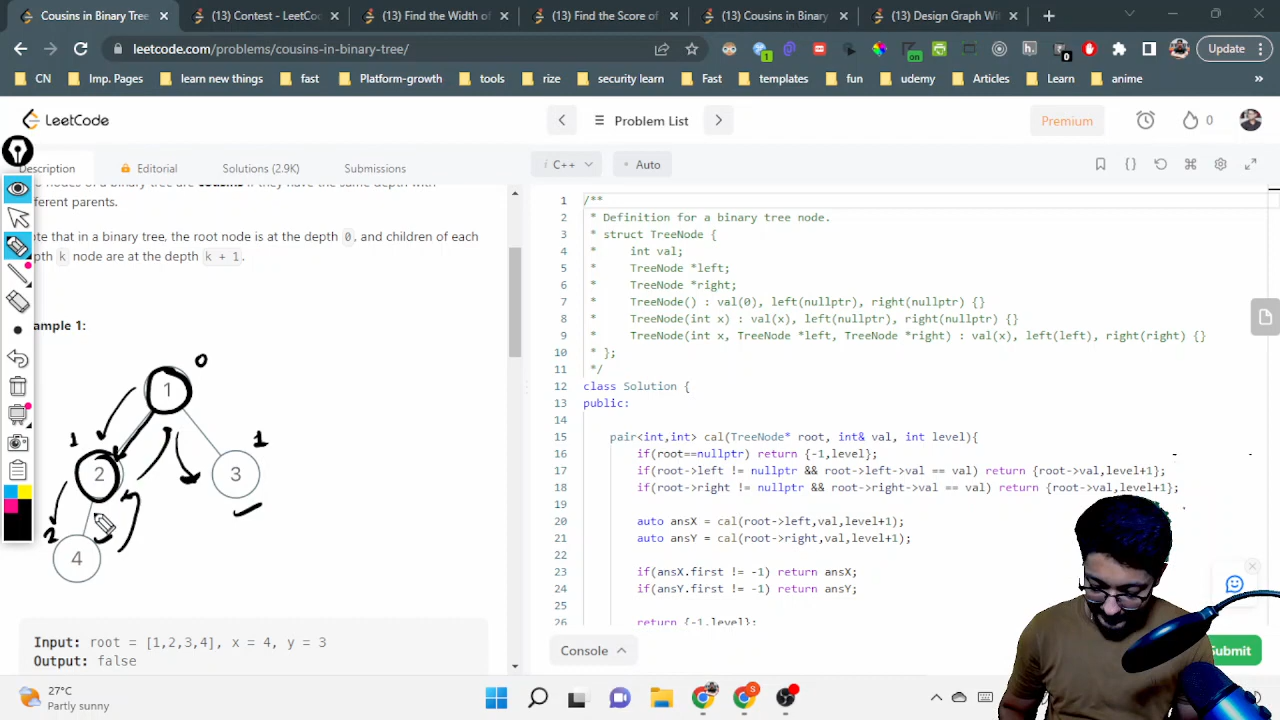 Cousins in Binary Tree
(13) Contest - LeetCo
(13) Find the Width of
(13) Find the Score of
(13) Cousins in Binary
(13) Design Graph Wit
leetcode.com/problems/cousins-in-binary-tree/
1
on
0
Update
CN
Imp. Pages
learn new things
fast
Platform-growth
tools
rice
security learn
Fast
templates
fun
udemy
Articles
Learn
anime
»
LeetCode
Problem List
Premium
0
Description
Editorial
Solutions (2.9K)
Submissions
i C++
Auto
fferent parents.
te that in a binary tree, the root node is at the depth 0, and children of each
pth k node are at the depth k + 1.
ample 1:
0
1
1
1
2
3
2
4
Input: root = [1,2,3,4], x = 4, y = 3
Output: false
1 /**
2 * Definition for a binary tree node.
3 * struct TreeNode {
4 * int val;
5 * TreeNode *left;
6 * TreeNode *right;
7 * TreeNode() : val(0), left(nullptr), right(nullptr) {}
8 * TreeNode(int x) : val(x), left(nullptr), right(nullptr) {}
9 * TreeNode(int x, TreeNode *left, TreeNode *right) : val(x), left(left), right(right) {}
10 * };
11 */
12 class Solution {
13 public:
14
15 pair<int,int> cal(TreeNode* root, int& val, int level){
16 if(root==nullptr) return {-1,level};
17 if(root->left != nullptr && root->left->val == val) return {root->val,level+1};
18 if(root->right != nullptr && root->right->val == val) return {root->val,level+1};
19
20 auto ansX = cal(root->left,val,level+1);
21 auto ansY = cal(root->right,val,level+1);
22
23 if(ansX.first != -1) return ansX;
24 if(ansY.first != -1) return ansY;
25
26 return {-1,level};
Console
Submit
27°C
Partly sunny